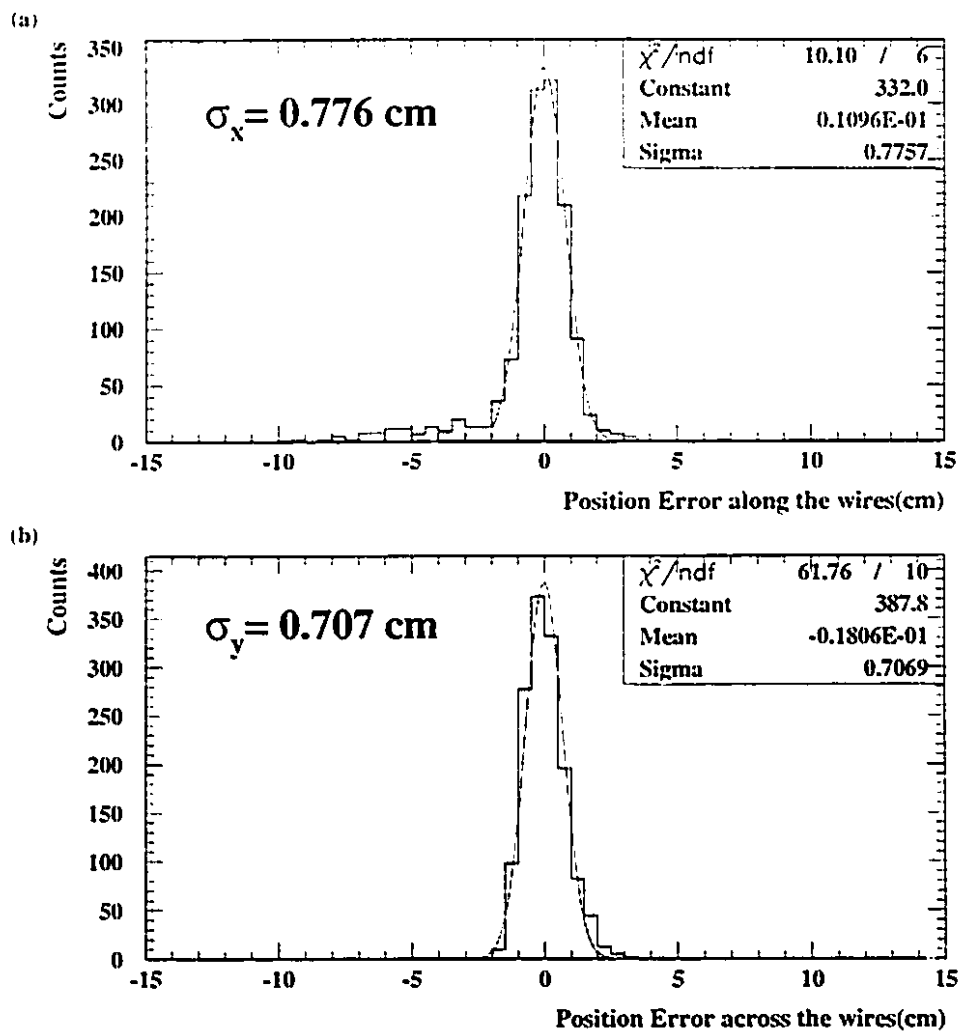 (a)
Counts
350
300
250
200
150
100
50
0
σx= 0.776 cm
χ²/ndf 10.10 / 6
Constant 332.0
Mean 0.1096E-01
Sigma 0.7757
-15 -10 -5 0 5 10 15
Position Error along the wires(cm)
(b)
Counts
400
350
300
250
200
150
100
50
0
σy= 0.707 cm
χ²/ndf 61.76 / 10
Constant 387.8
Mean -0.1806E-01
Sigma 0.7069
-15 -10 -5 0 5 10 15
Position Error across the wires(cm)